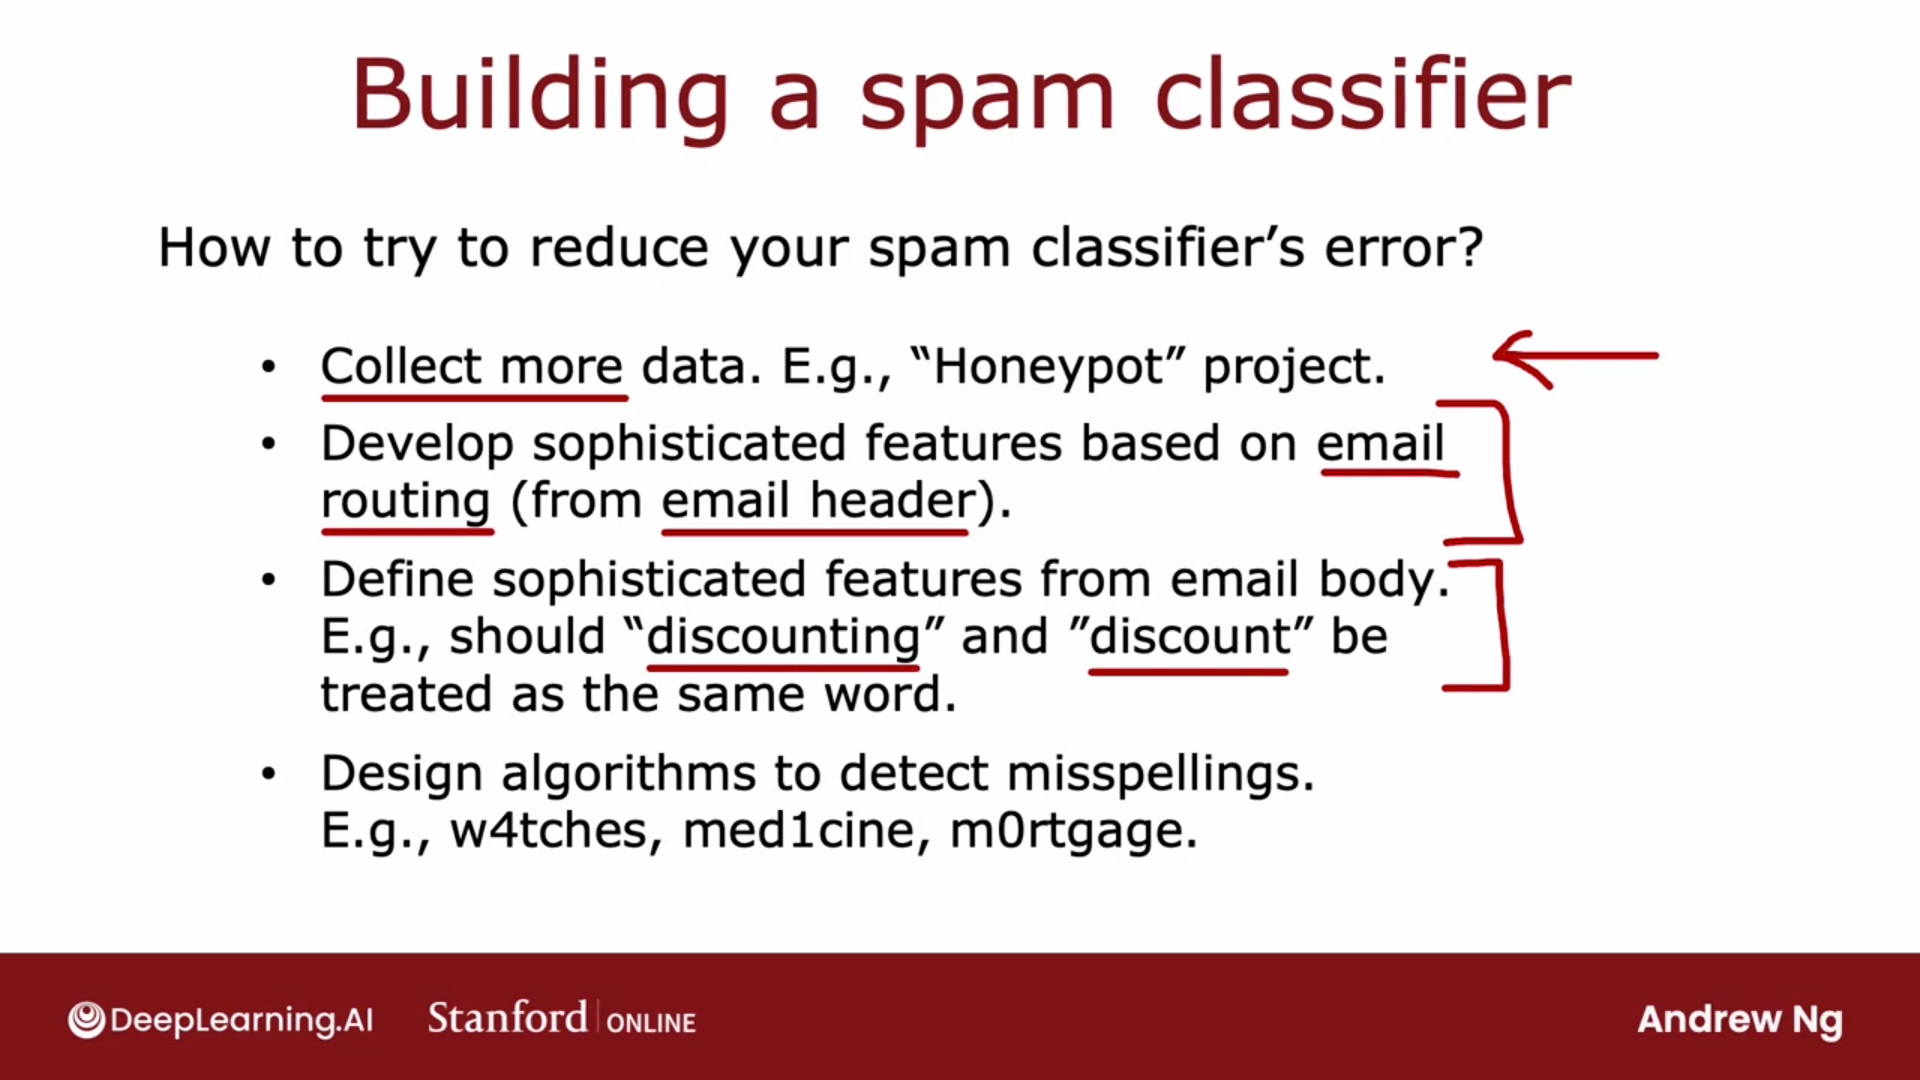 Building a spam classifier
How to try to reduce your spam classifier’s error?
• Collect more data. E.g., “Honeypot” project.
• Develop sophisticated features based on email
routing (from email header).
• Define sophisticated features from email body.
E.g., should “discounting” and ”discount” be
treated as the same word.
• Design algorithms to detect misspellings.
E.g., w4tches, med1cine, m0rtgage.
DeepLearning.AI Stanford | ONLINE Andrew Ng